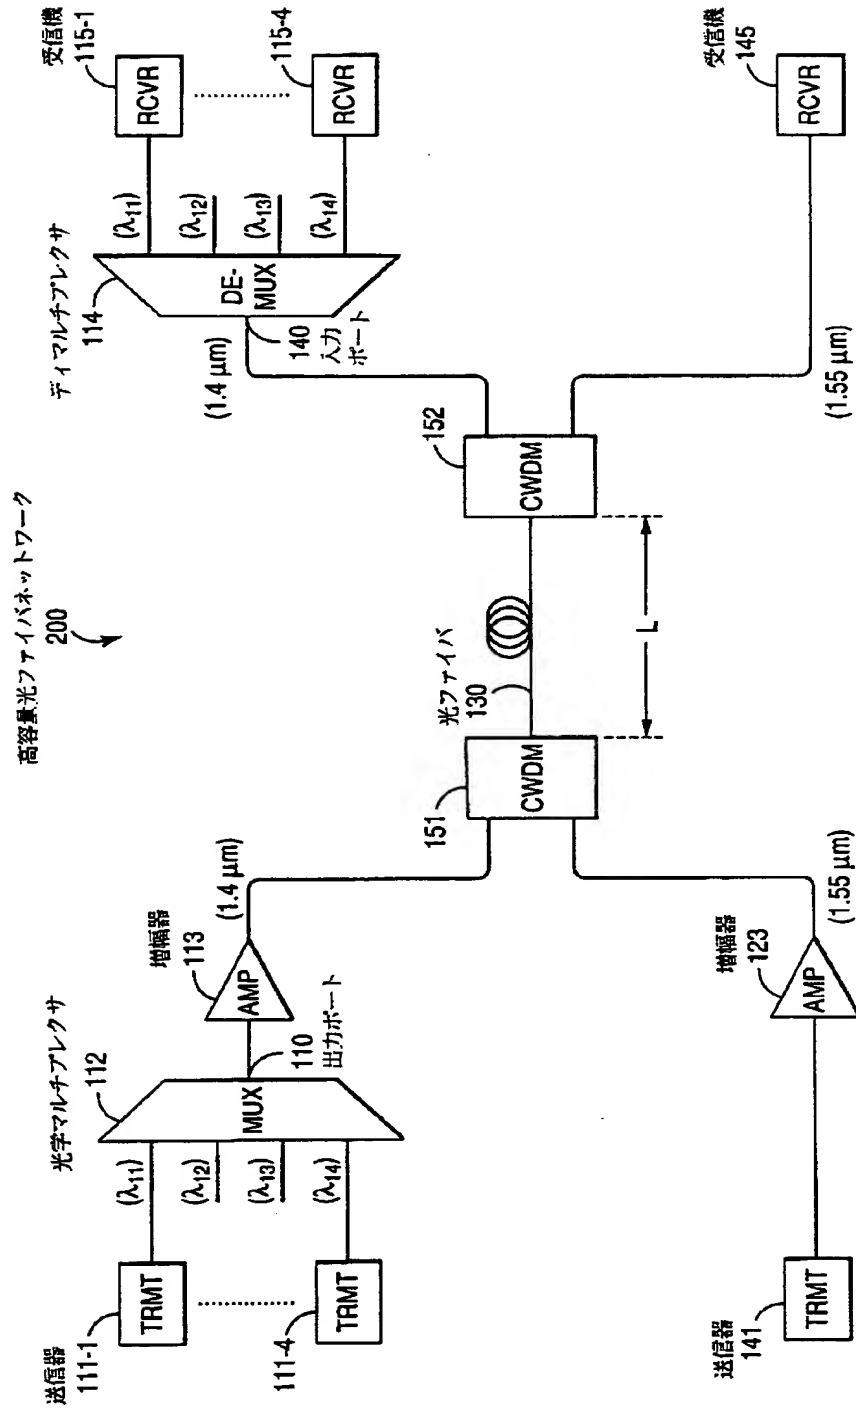 高容量光ファイバネットワーク
200
送信器
111-1
TRMT
111-4
TRMT
(λ11)
(λ12)
(λ13)
(λ14)
光学マルチプレクサ
112
MUX
110
出力ポート
増幅器
113
AMP
(1.4 μm)
151
CWDM
光ファイバ
130
L
152
CWDM
(1.4 μm)
140
入力
ポート
ディマルチプレクサ
114
DE-
MUX
(λ11)
(λ12)
(λ13)
(λ14)
受信機
115-1
RCVR
115-4
RCVR
送信器
141
TRMT
増幅器
123
AMP
(1.55 μm)
(1.55 μm)
受信機
145
RCVR